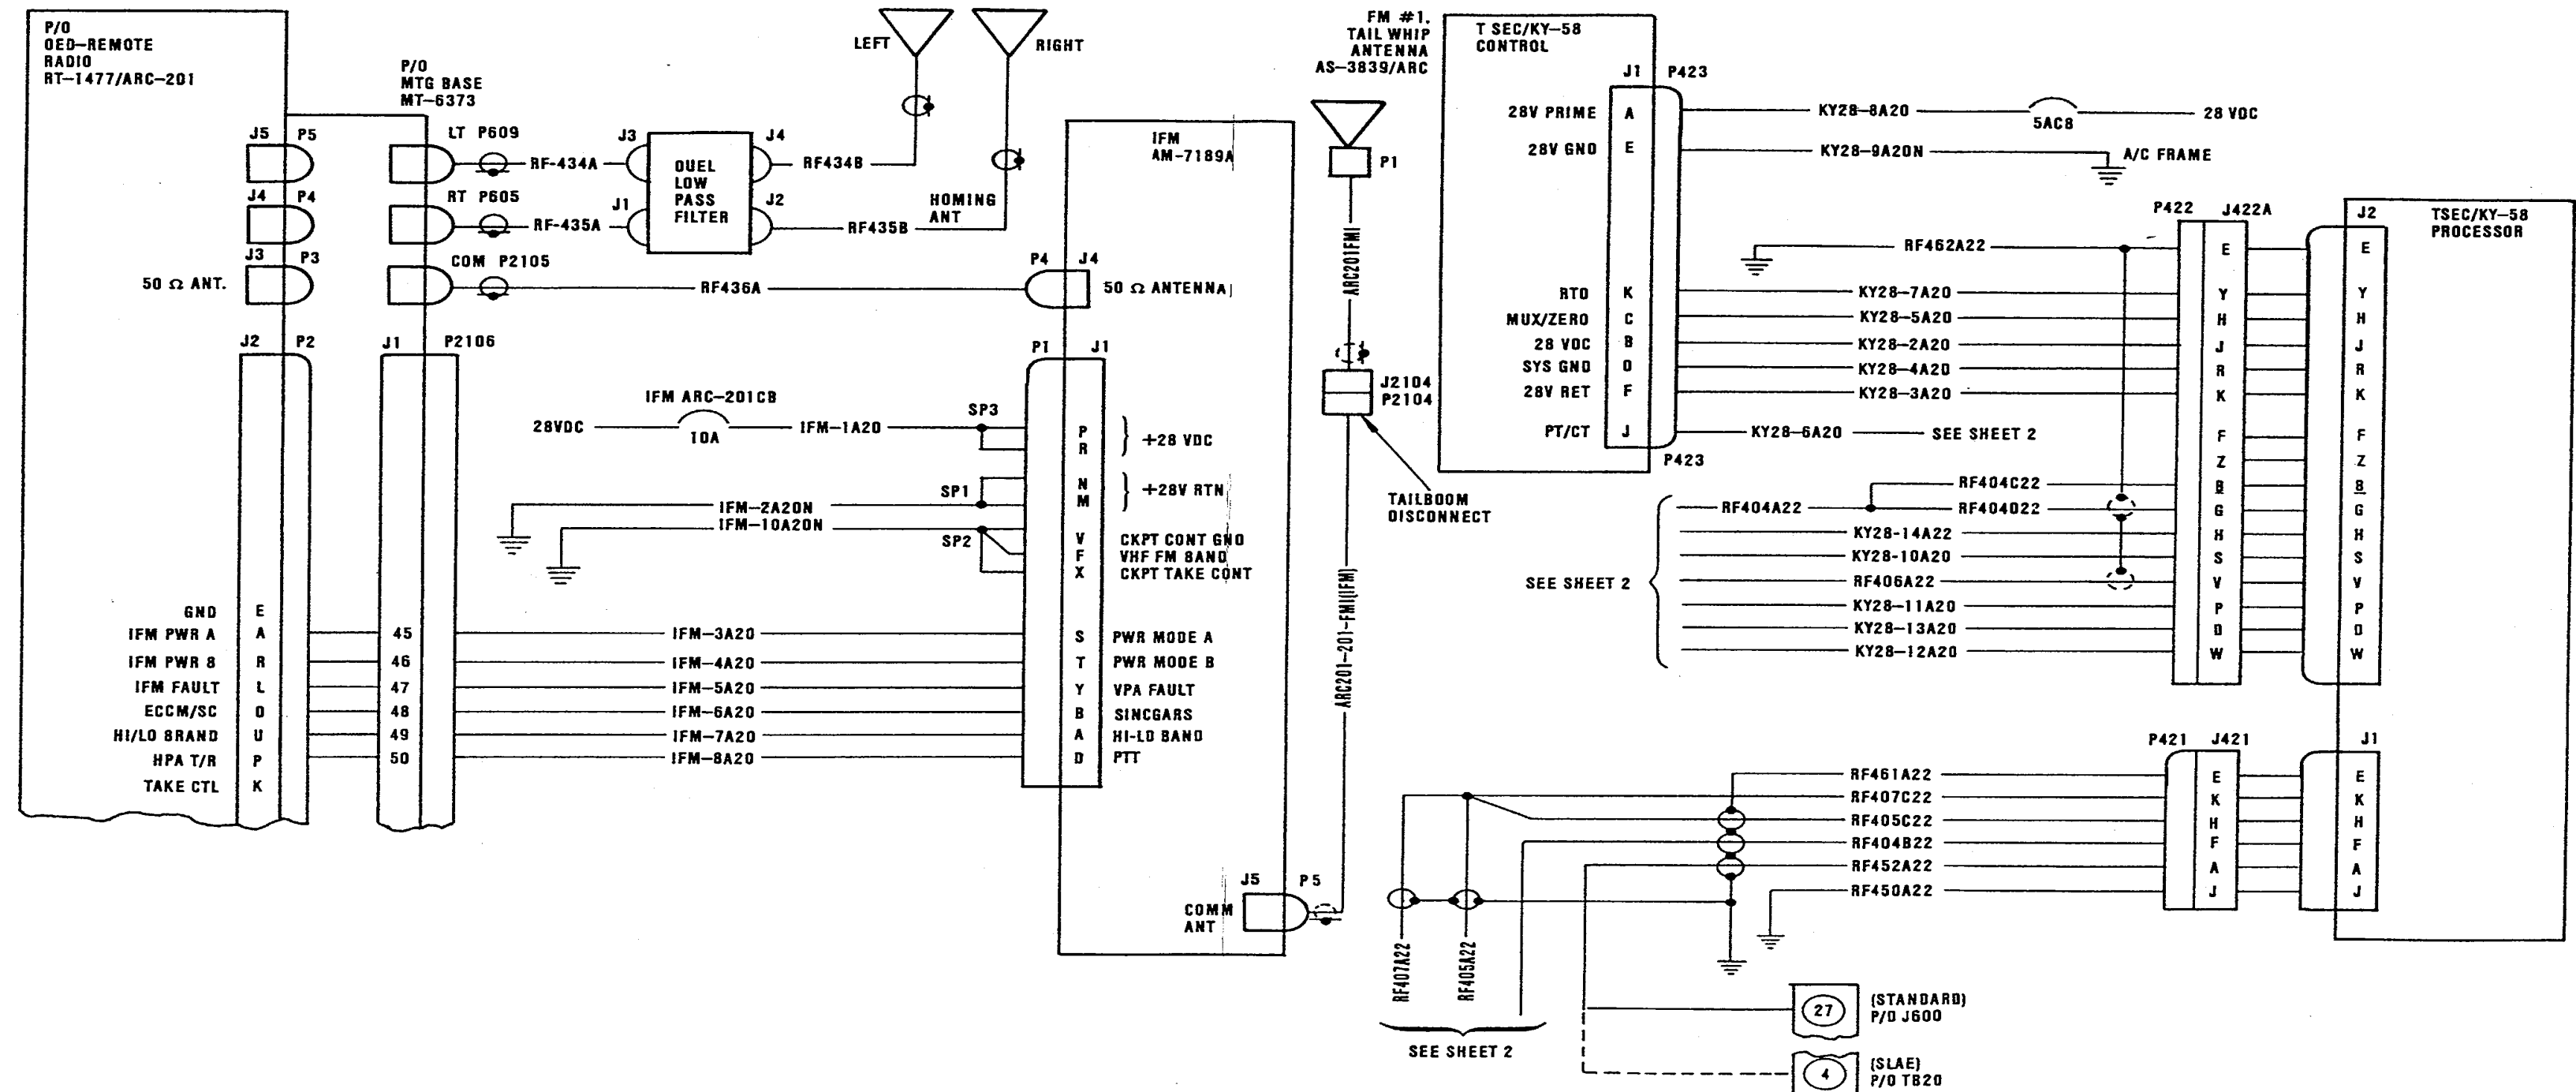 P/O
OED-REMOTE
RADIO
RT-1477/ARC-201
P/O
MTG BASE
MT-6373
J5 P5
LT P609
RF-434A
J3
J4
J4 P4
RT P605
RF-435A
J1
J2
DUEL
LOW
PASS
FILTER
RF434B
RF435B
LEFT
RIGHT
HOMING
ANT
J3 P3
50 Ω ANT.
COM P2105
RF436A
P4 J4
50 Ω ANTENNA
IFM
AM-7189A
J2 P2
J1 P2106
P1 J1
IFM ARC-201CB
28VDC
10A
IFM-1A20
SP3
P
R
} +28 VDC
SP1
IFM-2A20N
N
M
} +28V RTN
IFM-10A20N
SP2
V CKPT CONT GND
F VHF FM BAND
X CKPT TAKE CONT
GND E
IFM PWR A A 45 IFM-3A20 S PWR MODE A
IFM PWR B R 46 IFM-4A20 T PWR MODE B
IFM FAULT L 47 IFM-5A20 Y VPA FAULT
ECCM/SC D 48 IFM-6A20 B SINCGARS
HI/LO BRAND U 49 IFM-7A20 A HI-LO BAND
HPA T/R P 50 IFM-8A20 D PTT
TAKE CTL K
J5 P5
COMM
ANT
FM #1,
TAIL WHIP
ANTENNA
AS-3839/ARC
P1
ARC201FMI
J2104
P2104
TAILBOOM
DISCONNECT
ARC201-201-FMI(IFM)
T SEC/KY-58
CONTROL
J1 P423
28V PRIME A KY28-8A20 5AC8 28 VDC
28V GND E KY28-9A20N A/C FRAME
P422 J422A J2
TSEC/KY-58
PROCESSOR
RF462A22 E E
RTO K KY28-7A20 Y Y
MUX/ZERO C KY28-5A20 H H
28 VDC B KY28-2A20 J J
SYS GND D KY28-4A20 R R
28V RET F KY28-3A20 K K
PT/CT J KY28-6A20 SEE SHEET 2 F F
P423
Z Z
RF404C22 B B
RF404A22 RF404D22 G G
KY28-14A22 H H
KY28-10A20 S S
SEE SHEET 2
RF406A22 V V
KY28-11A20 P P
KY28-13A20 D D
KY28-12A20 W W
P421 J421 J1
RF461A22 E E
RF407C22 K K
RF405C22 H H
RF404B22 F F
RF452A22 A A
RF450A22 J J
RF407A22
RF405A22
SEE SHEET 2
27
(STANDARD)
P/O J600
4
(SLAE)
P/O TB20